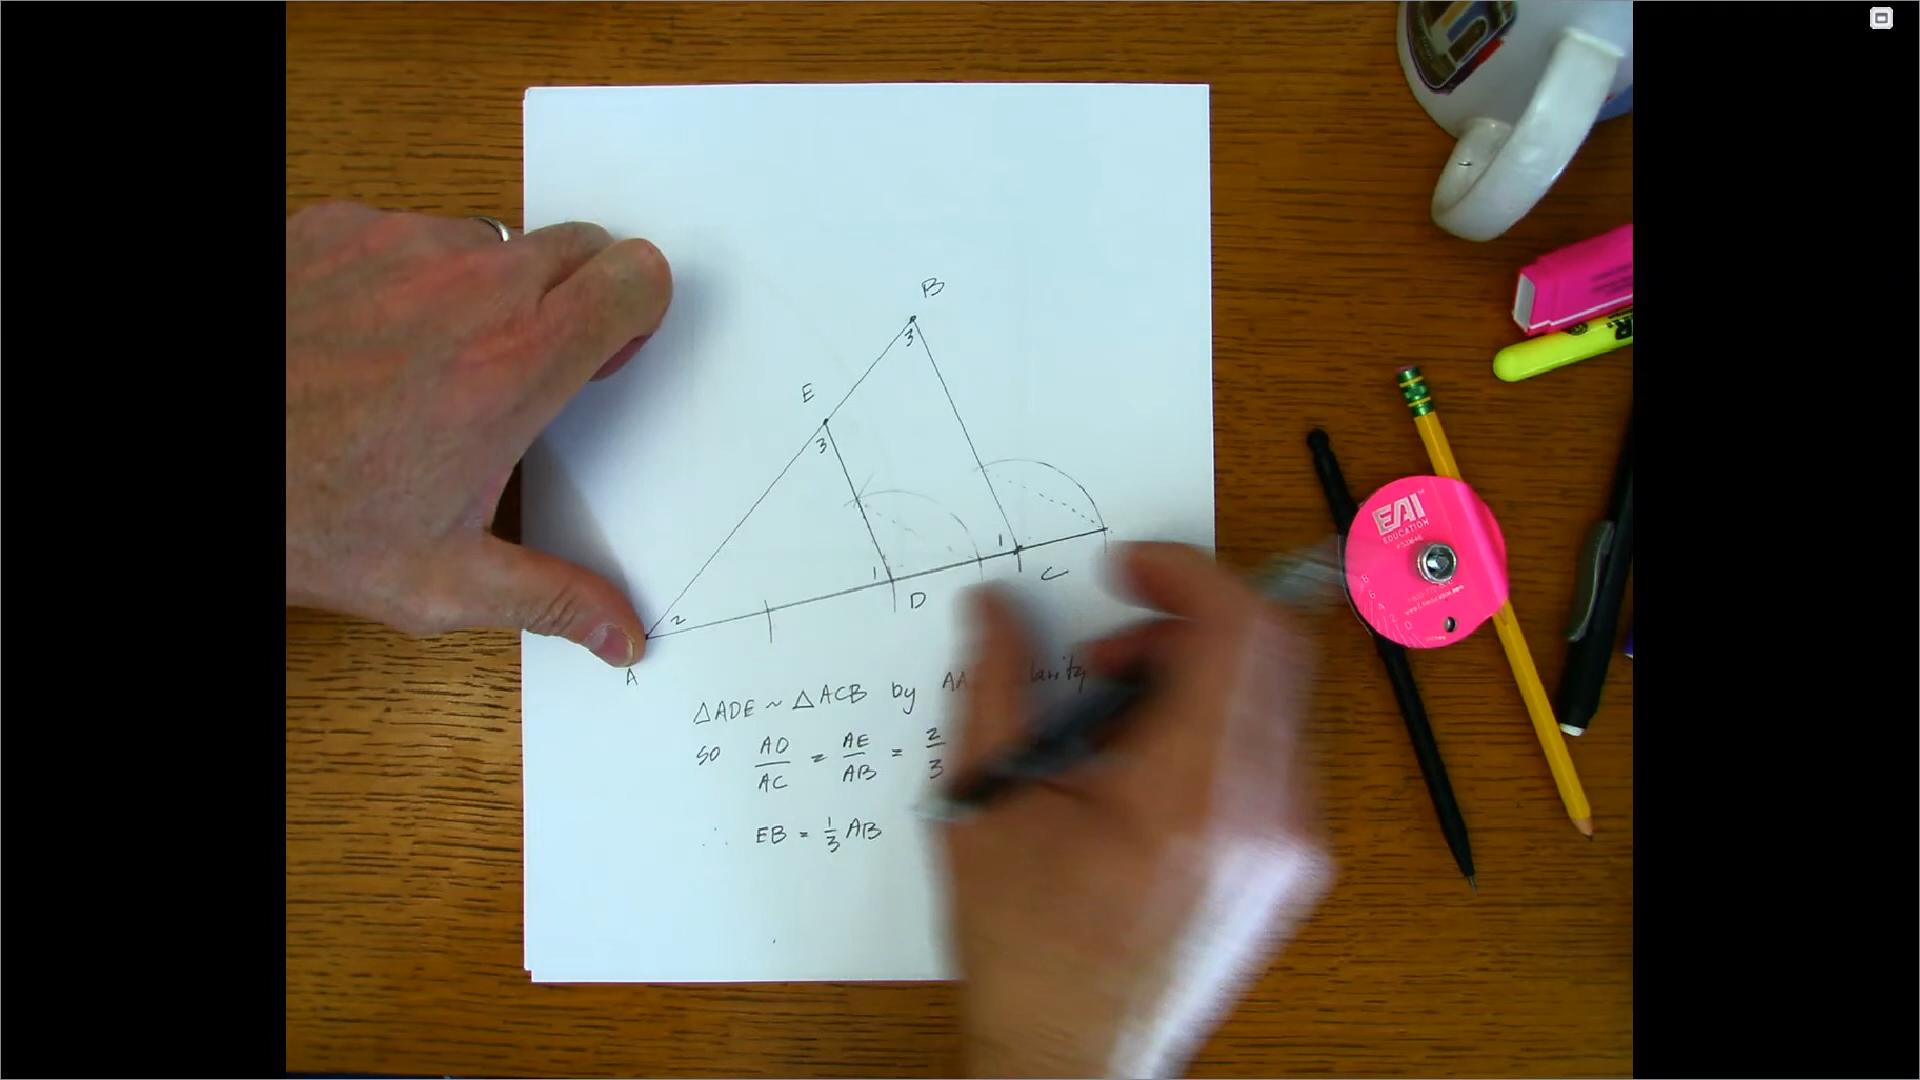 B
3
E
3
1
1
C
D
2
A
△ADE ~ △ACB by AA
so AD/AC = AE/AB = 2/3
EB = 1/3 AB
EAI
EDUCATION